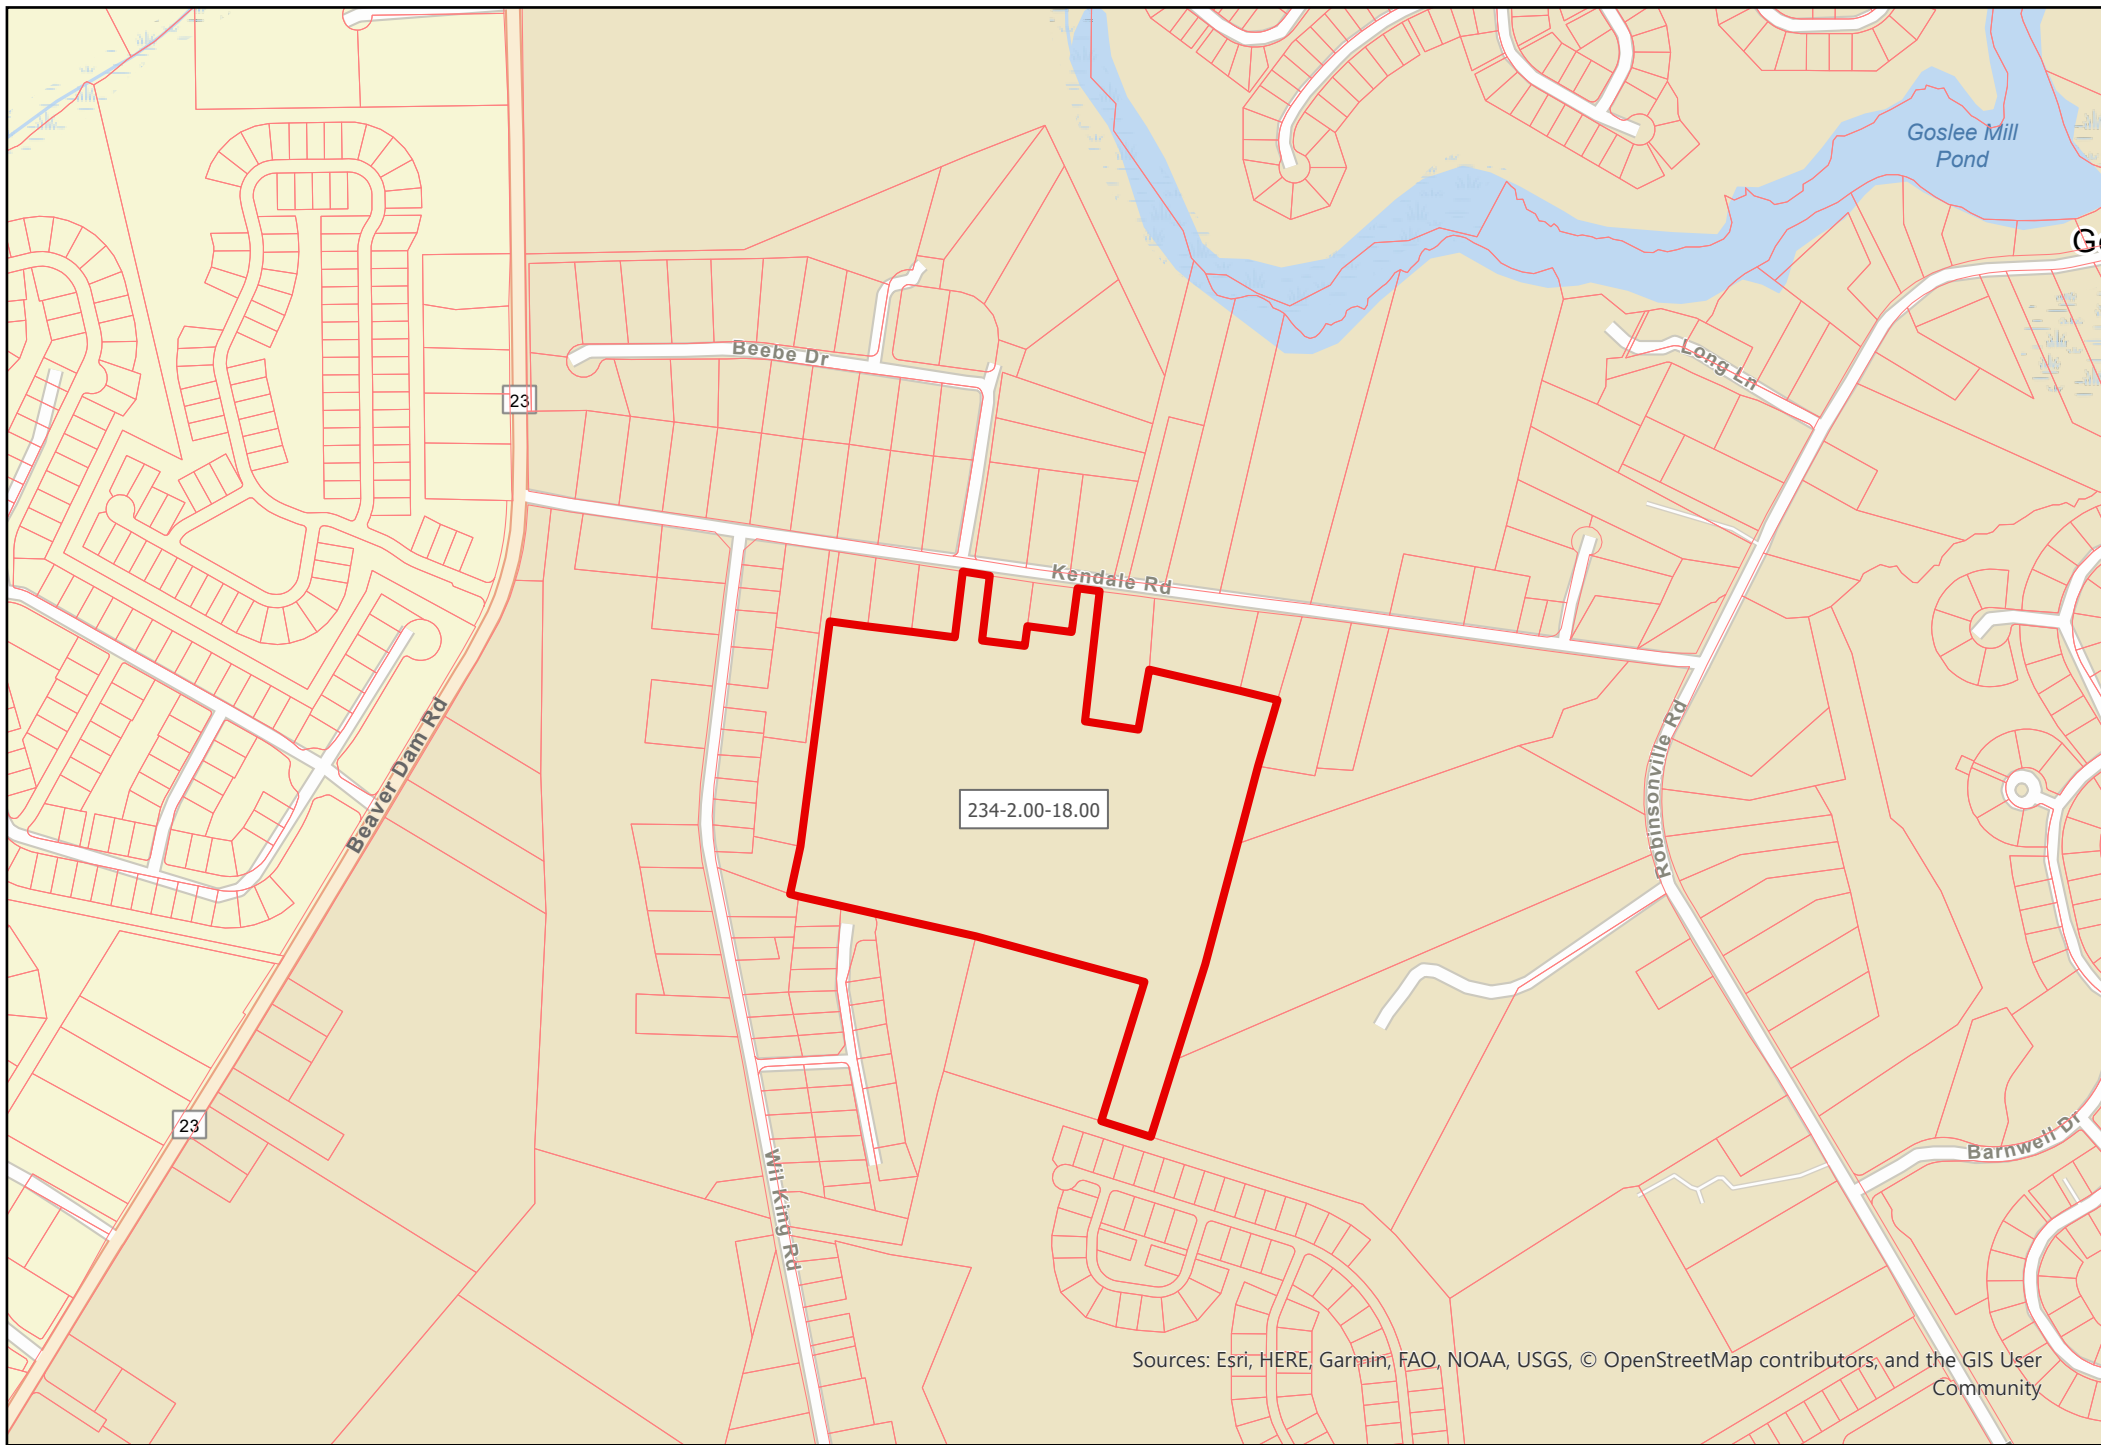 Goslee Mill
Pond
Go
Long Ln
Beebe Dr
23
Kendale Rd
Robinsonville Rd
Beaver Dam Rd
234-2.00-18.00
23
Barnwell Dr
Wil King Rd
Sources: Esri, HERE, Garmin, FAO, NOAA, USGS, © OpenStreetMap contributors, and the GIS User
Community